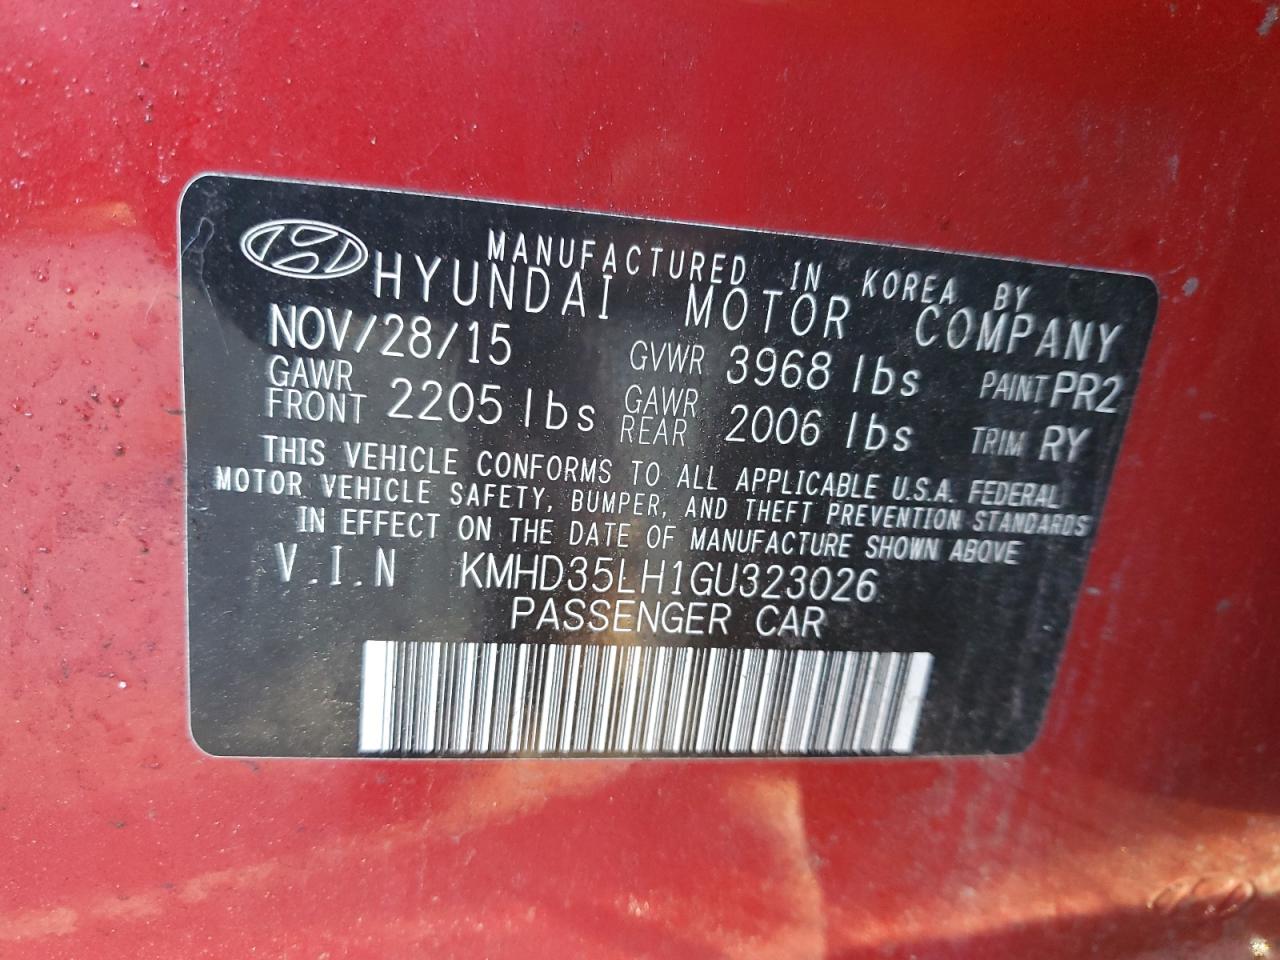 MANUFACTURED IN KOREA BY
HYUNDAI MOTOR COMPANY
NOV/28/15 GVWR 3968 lbs PAINT PR2
GAWR FRONT 2205 lbs GAWR REAR 2006 lbs TRIM RY
THIS VEHICLE CONFORMS TO ALL APPLICABLE U.S.A. FEDERAL
MOTOR VEHICLE SAFETY, BUMPER, AND THEFT PREVENTION STANDARDS
IN EFFECT ON THE DATE OF MANUFACTURE SHOWN ABOVE
V.I.N KMHD35LH1GU323026
PASSENGER CAR